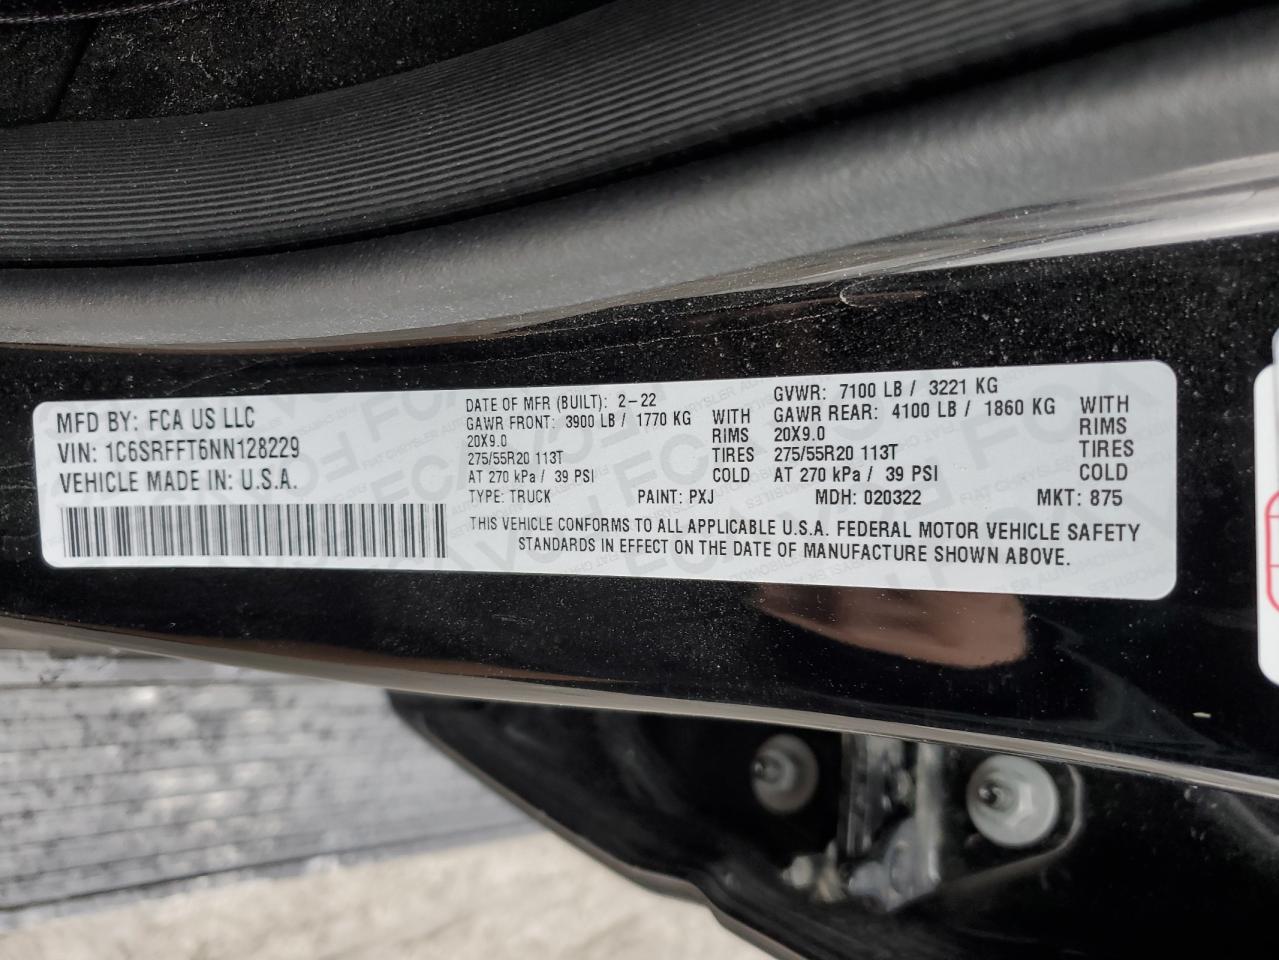 MFD BY: FCA US LLC
VIN: 1C6SRFFT6NN128229
VEHICLE MADE IN: U.S.A.
DATE OF MFR (BUILT): 2-22
GAWR FRONT: 3900 LB / 1770 KG WITH
20X9.0 RIMS
275/55R20 113T TIRES
AT 270 kPa / 39 PSI COLD
TYPE: TRUCK PAINT: PXJ
GVWR: 7100 LB / 3221 KG
GAWR REAR: 4100 LB / 1860 KG WITH
20X9.0 RIMS
275/55R20 113T TIRES
AT 270 kPa / 39 PSI COLD
MDH: 020322 MKT: 875
THIS VEHICLE CONFORMS TO ALL APPLICABLE U.S.A. FEDERAL MOTOR VEHICLE SAFETY
STANDARDS IN EFFECT ON THE DATE OF MANUFACTURE SHOWN ABOVE.